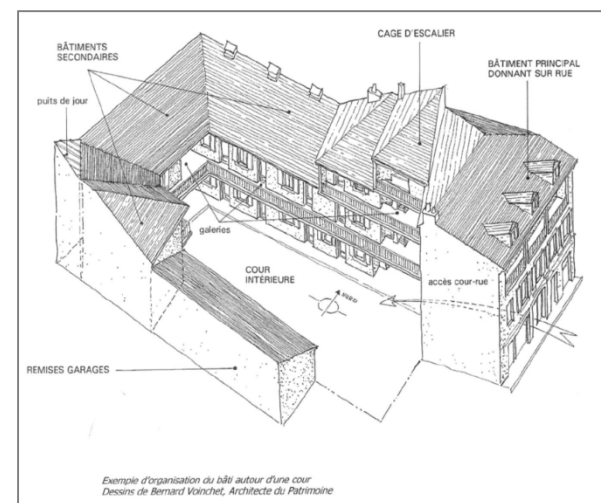 CAGE D'ESCALIER
BÂTIMENTS
SECONDAIRES
BÂTIMENT PRINCIPAL
DONNANT SUR RUE
puits de jour
galeries
COUR
INTÉRIEURE
NORD
accès cour-rue
REMISES GARAGES
Exemple d'organisation du bâti autour d'une cour
Dessins de Bernard Voinchet, Architecte du Patrimoine